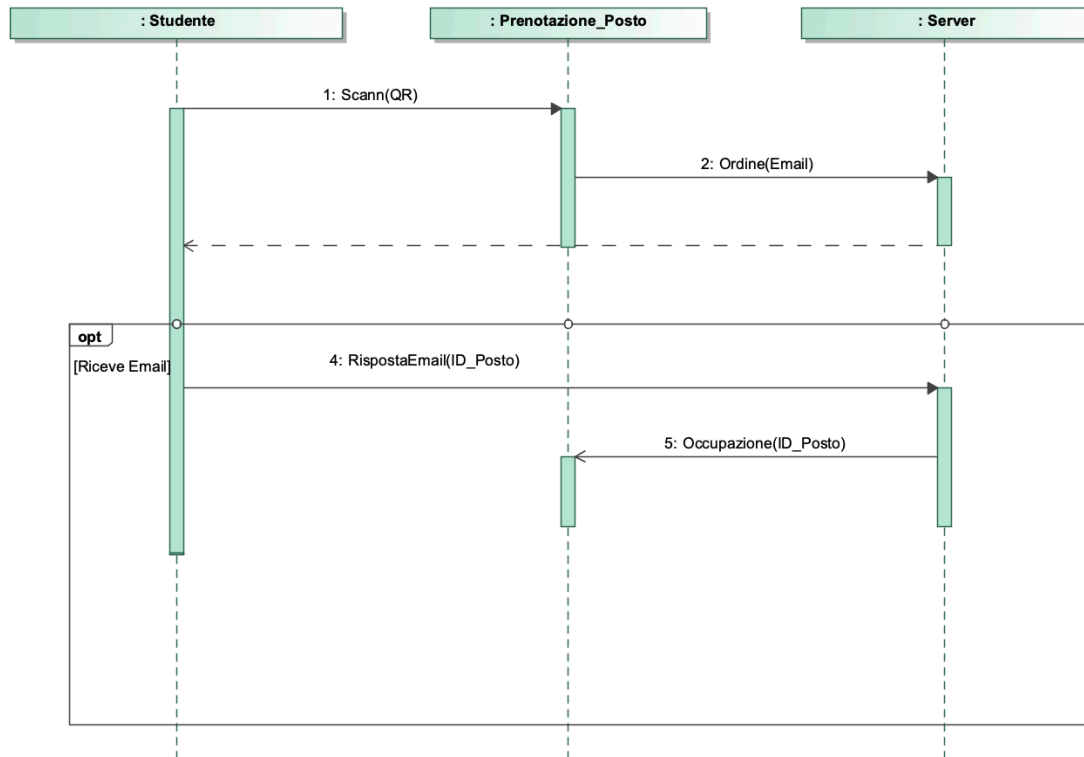 : Studente
: Prenotazione_Posto
: Server
1: Scann(QR)
2: Ordine(Email)
opt
[Riceve Email]
4: RispostaEmail(ID_Posto)
5: Occupazione(ID_Posto)